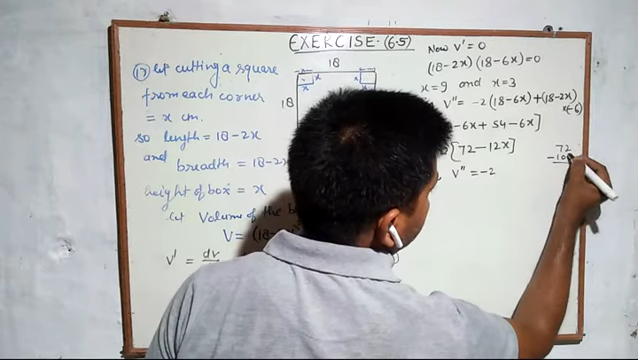 EXERCISE-(6.5)
(17) Let cutting a square
from each corner
= x cm.
so length = 18-2x
and breadth = 18-2x
height of box = x
Let Volume of the b
V = (18-
V' = dv
18
x
x
x
x
18
Now V' = 0
(18-2x)(18-6x)=0
x=9 and x=3
V" = -2(18-6x)+(18-2x)
x(-6)
-6x + 54 - 6x]
[72-12x]
V" = -2
72
-10